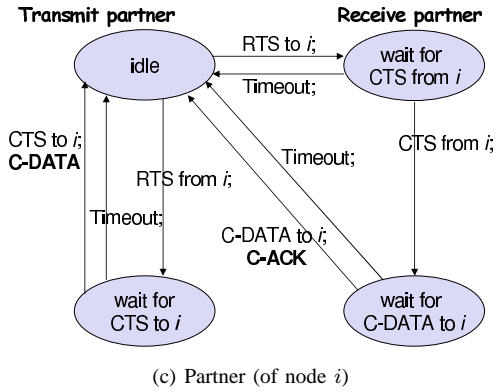 Transmit partner
Receive partner
idle
RTS to i;
Timeout;
wait for
CTS from i
CTS to i;
C-DATA
RTS from i;
Timeout;
Timeout;
CTS from i;
C-DATA to i;
C-ACK
wait for
CTS to i
wait for
C-DATA to i
(c) Partner (of node i)